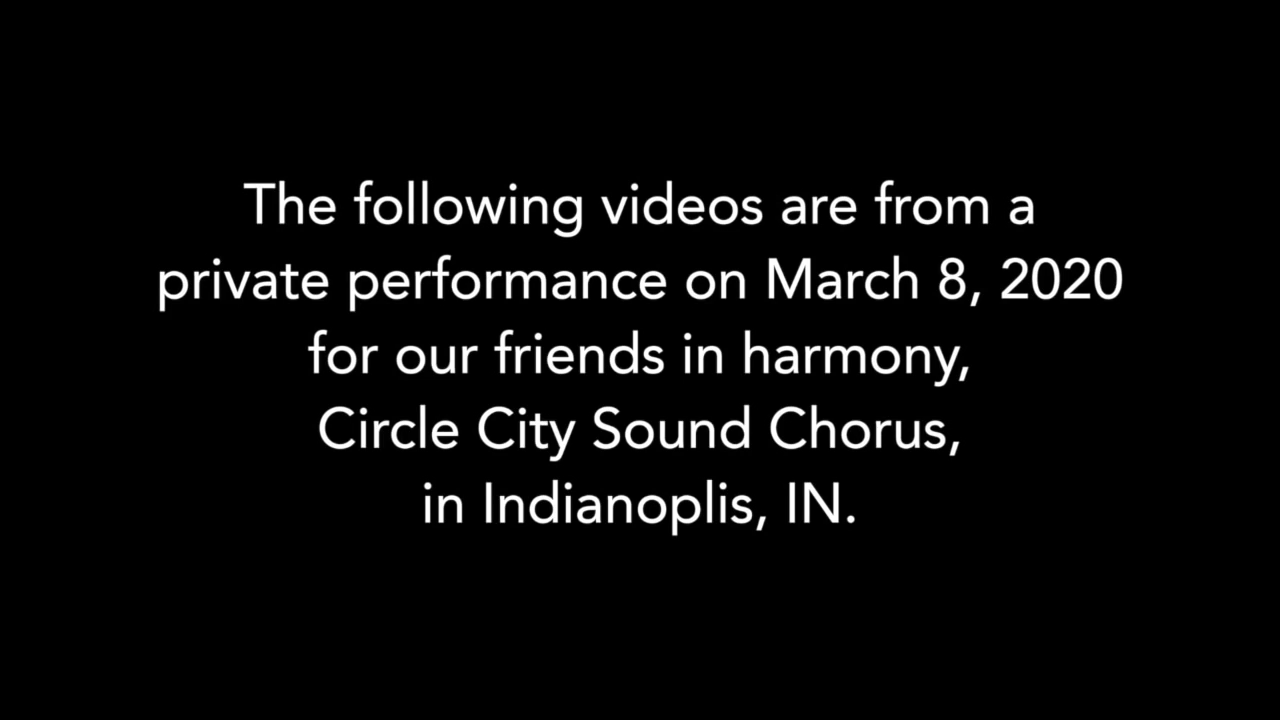 The following videos are from a
private performance on March 8, 2020
for our friends in harmony,
Circle City Sound Chorus,
in Indianoplis, IN.